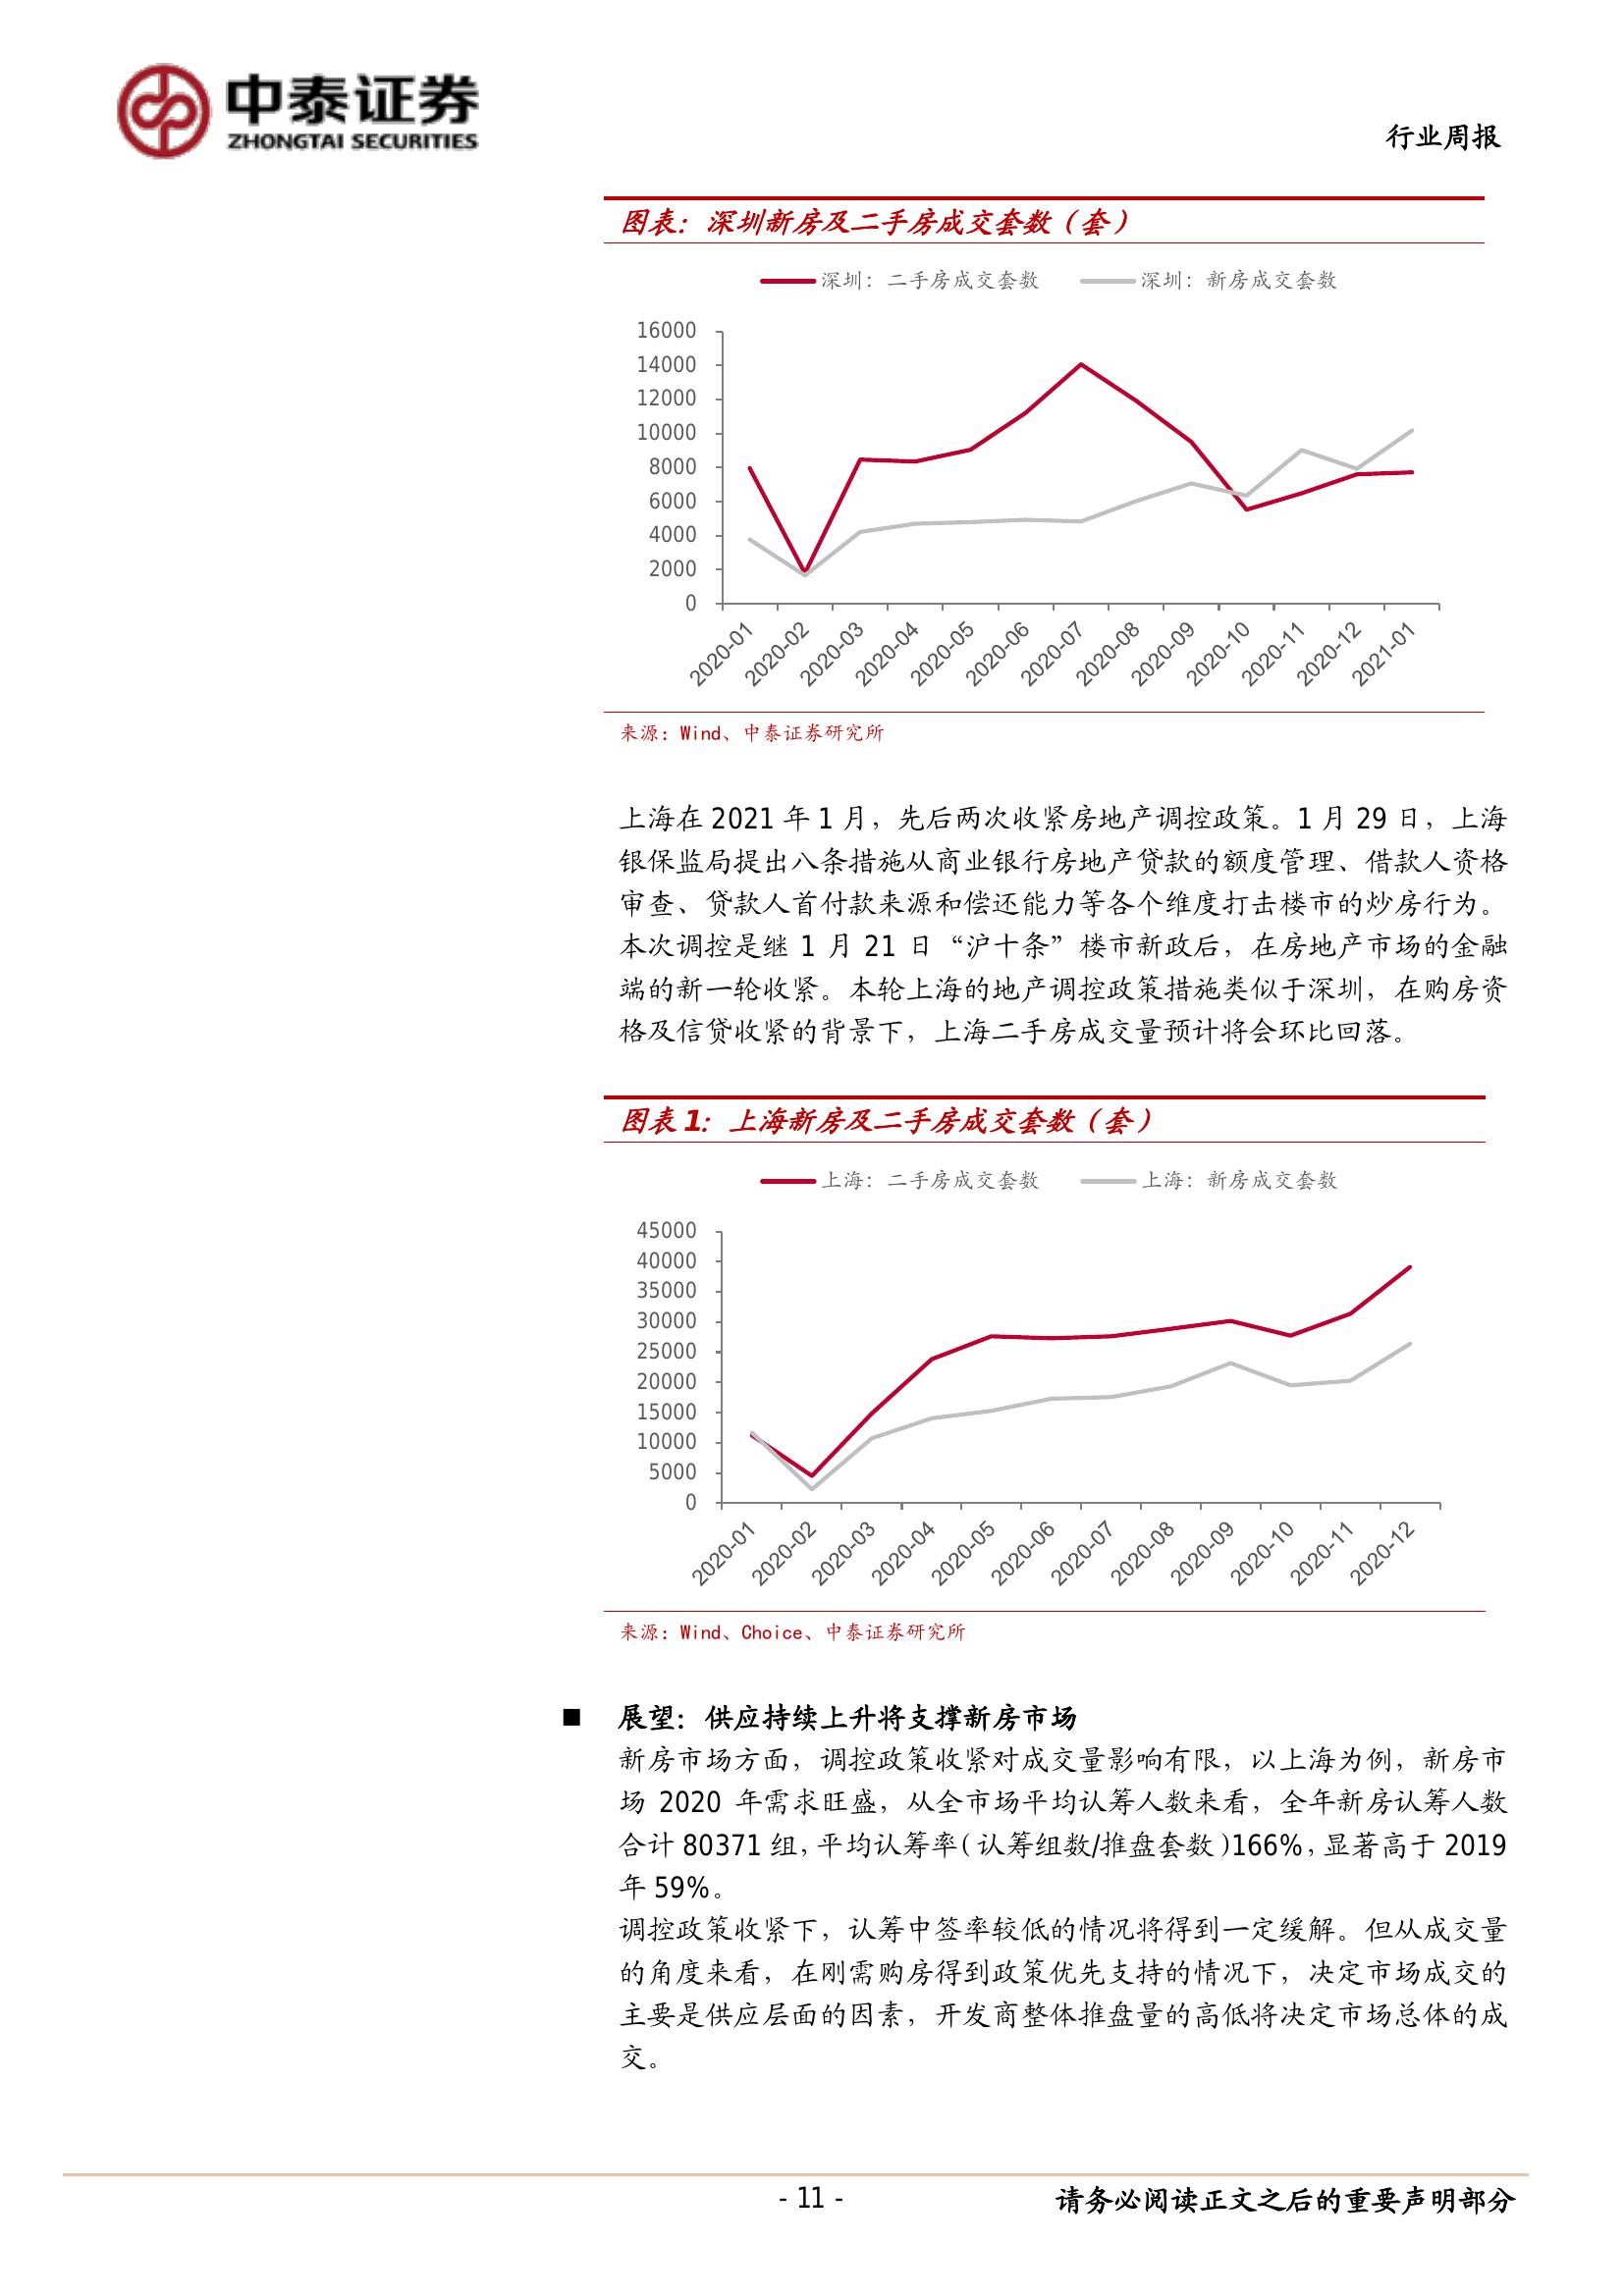 中泰证券
ZHONGTAI SECURITIES
行业周报
图表：深圳新房及二手房成交套数（套）
深圳：二手房成交套数 深圳：新房成交套数
16000
14000
12000
10000
8000
6000
4000
2000
0
2020-01 2020-02 2020-03 2020-04 2020-05 2020-06 2020-07 2020-08 2020-09 2020-10 2020-11 2020-12 2021-01
来源：Wind、中泰证券研究所
上海在 2021 年 1 月，先后两次收紧房地产调控政策。1 月 29 日，上海
银保监局提出八条措施从商业银行房地产贷款的额度管理、借款人资格
审查、贷款人首付款来源和偿还能力等各个维度打击楼市的炒房行为。
本次调控是继 1 月 21 日“沪十条”楼市新政后，在房地产市场的金融
端的新一轮收紧。本轮上海的地产调控政策措施类似于深圳，在购房资
格及信贷收紧的背景下，上海二手房成交量预计将会环比回落。
图表 1：上海新房及二手房成交套数（套）
上海：二手房成交套数 上海：新房成交套数
45000
40000
35000
30000
25000
20000
15000
10000
5000
0
2020-01 2020-02 2020-03 2020-04 2020-05 2020-06 2020-07 2020-08 2020-09 2020-10 2020-11 2020-12
来源：Wind、Choice、中泰证券研究所
■ 展望：供应持续上升将支撑新房市场
新房市场方面，调控政策收紧对成交量影响有限，以上海为例，新房市
场 2020 年需求旺盛，从全市场平均认筹人数来看，全年新房认筹人数
合计 80371 组，平均认筹率（认筹组数/推盘套数）166%，显著高于 2019
年 59%。
调控政策收紧下，认筹中签率较低的情况将得到一定缓解。但从成交量
的角度来看，在刚需购房得到政策优先支持的情况下，决定市场成交的
主要是供应层面的因素，开发商整体推盘量的高低将决定市场总体的成
交。
- 11 -
请务必阅读正文之后的重要声明部分